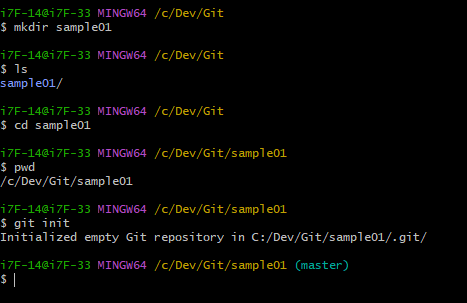 i7F-14@i7F-33 MINGW64 /c/Dev/Git
$ mkdir sample01
i7F-14@i7F-33 MINGW64 /c/Dev/Git
$ ls
sample01/
i7F-14@i7F-33 MINGW64 /c/Dev/Git
$ cd sample01
i7F-14@i7F-33 MINGW64 /c/Dev/Git/sample01
$ pwd
/c/Dev/Git/sample01
i7F-14@i7F-33 MINGW64 /c/Dev/Git/sample01
$ git init
Initialized empty Git repository in C:/Dev/Git/sample01/.git/
i7F-14@i7F-33 MINGW64 /c/Dev/Git/sample01 (master)
$